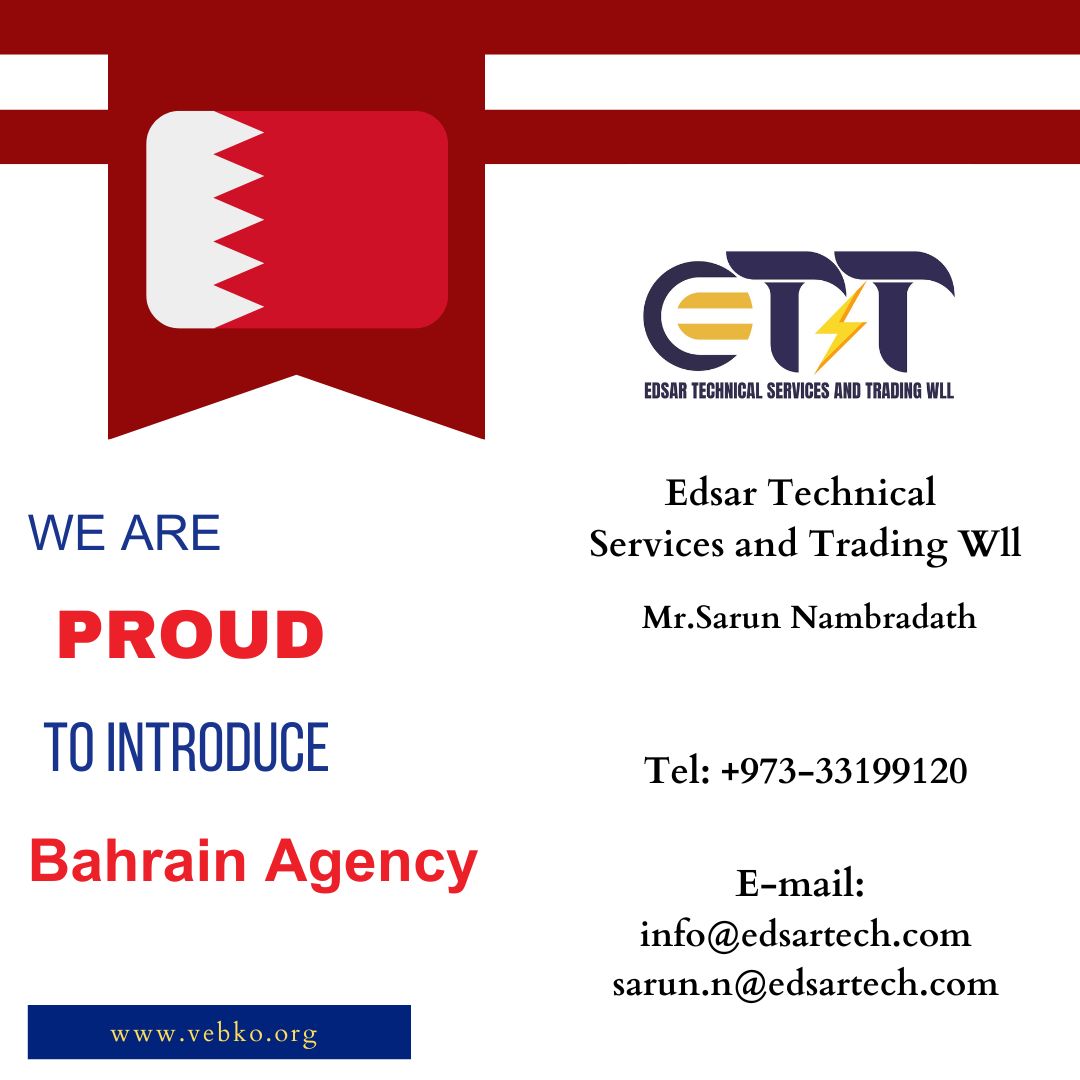 ETT
EDSAR TECHNICAL SERVICES AND TRADING WLL
WE ARE
PROUD
TO INTRODUCE
Bahrain Agency
www.vebko.org
Edsar Technical
Services and Trading Wll
Mr.Sarun Nambradath
Tel: +973-33199120
E-mail:
info@edsartech.com
sarun.n@edsartech.com